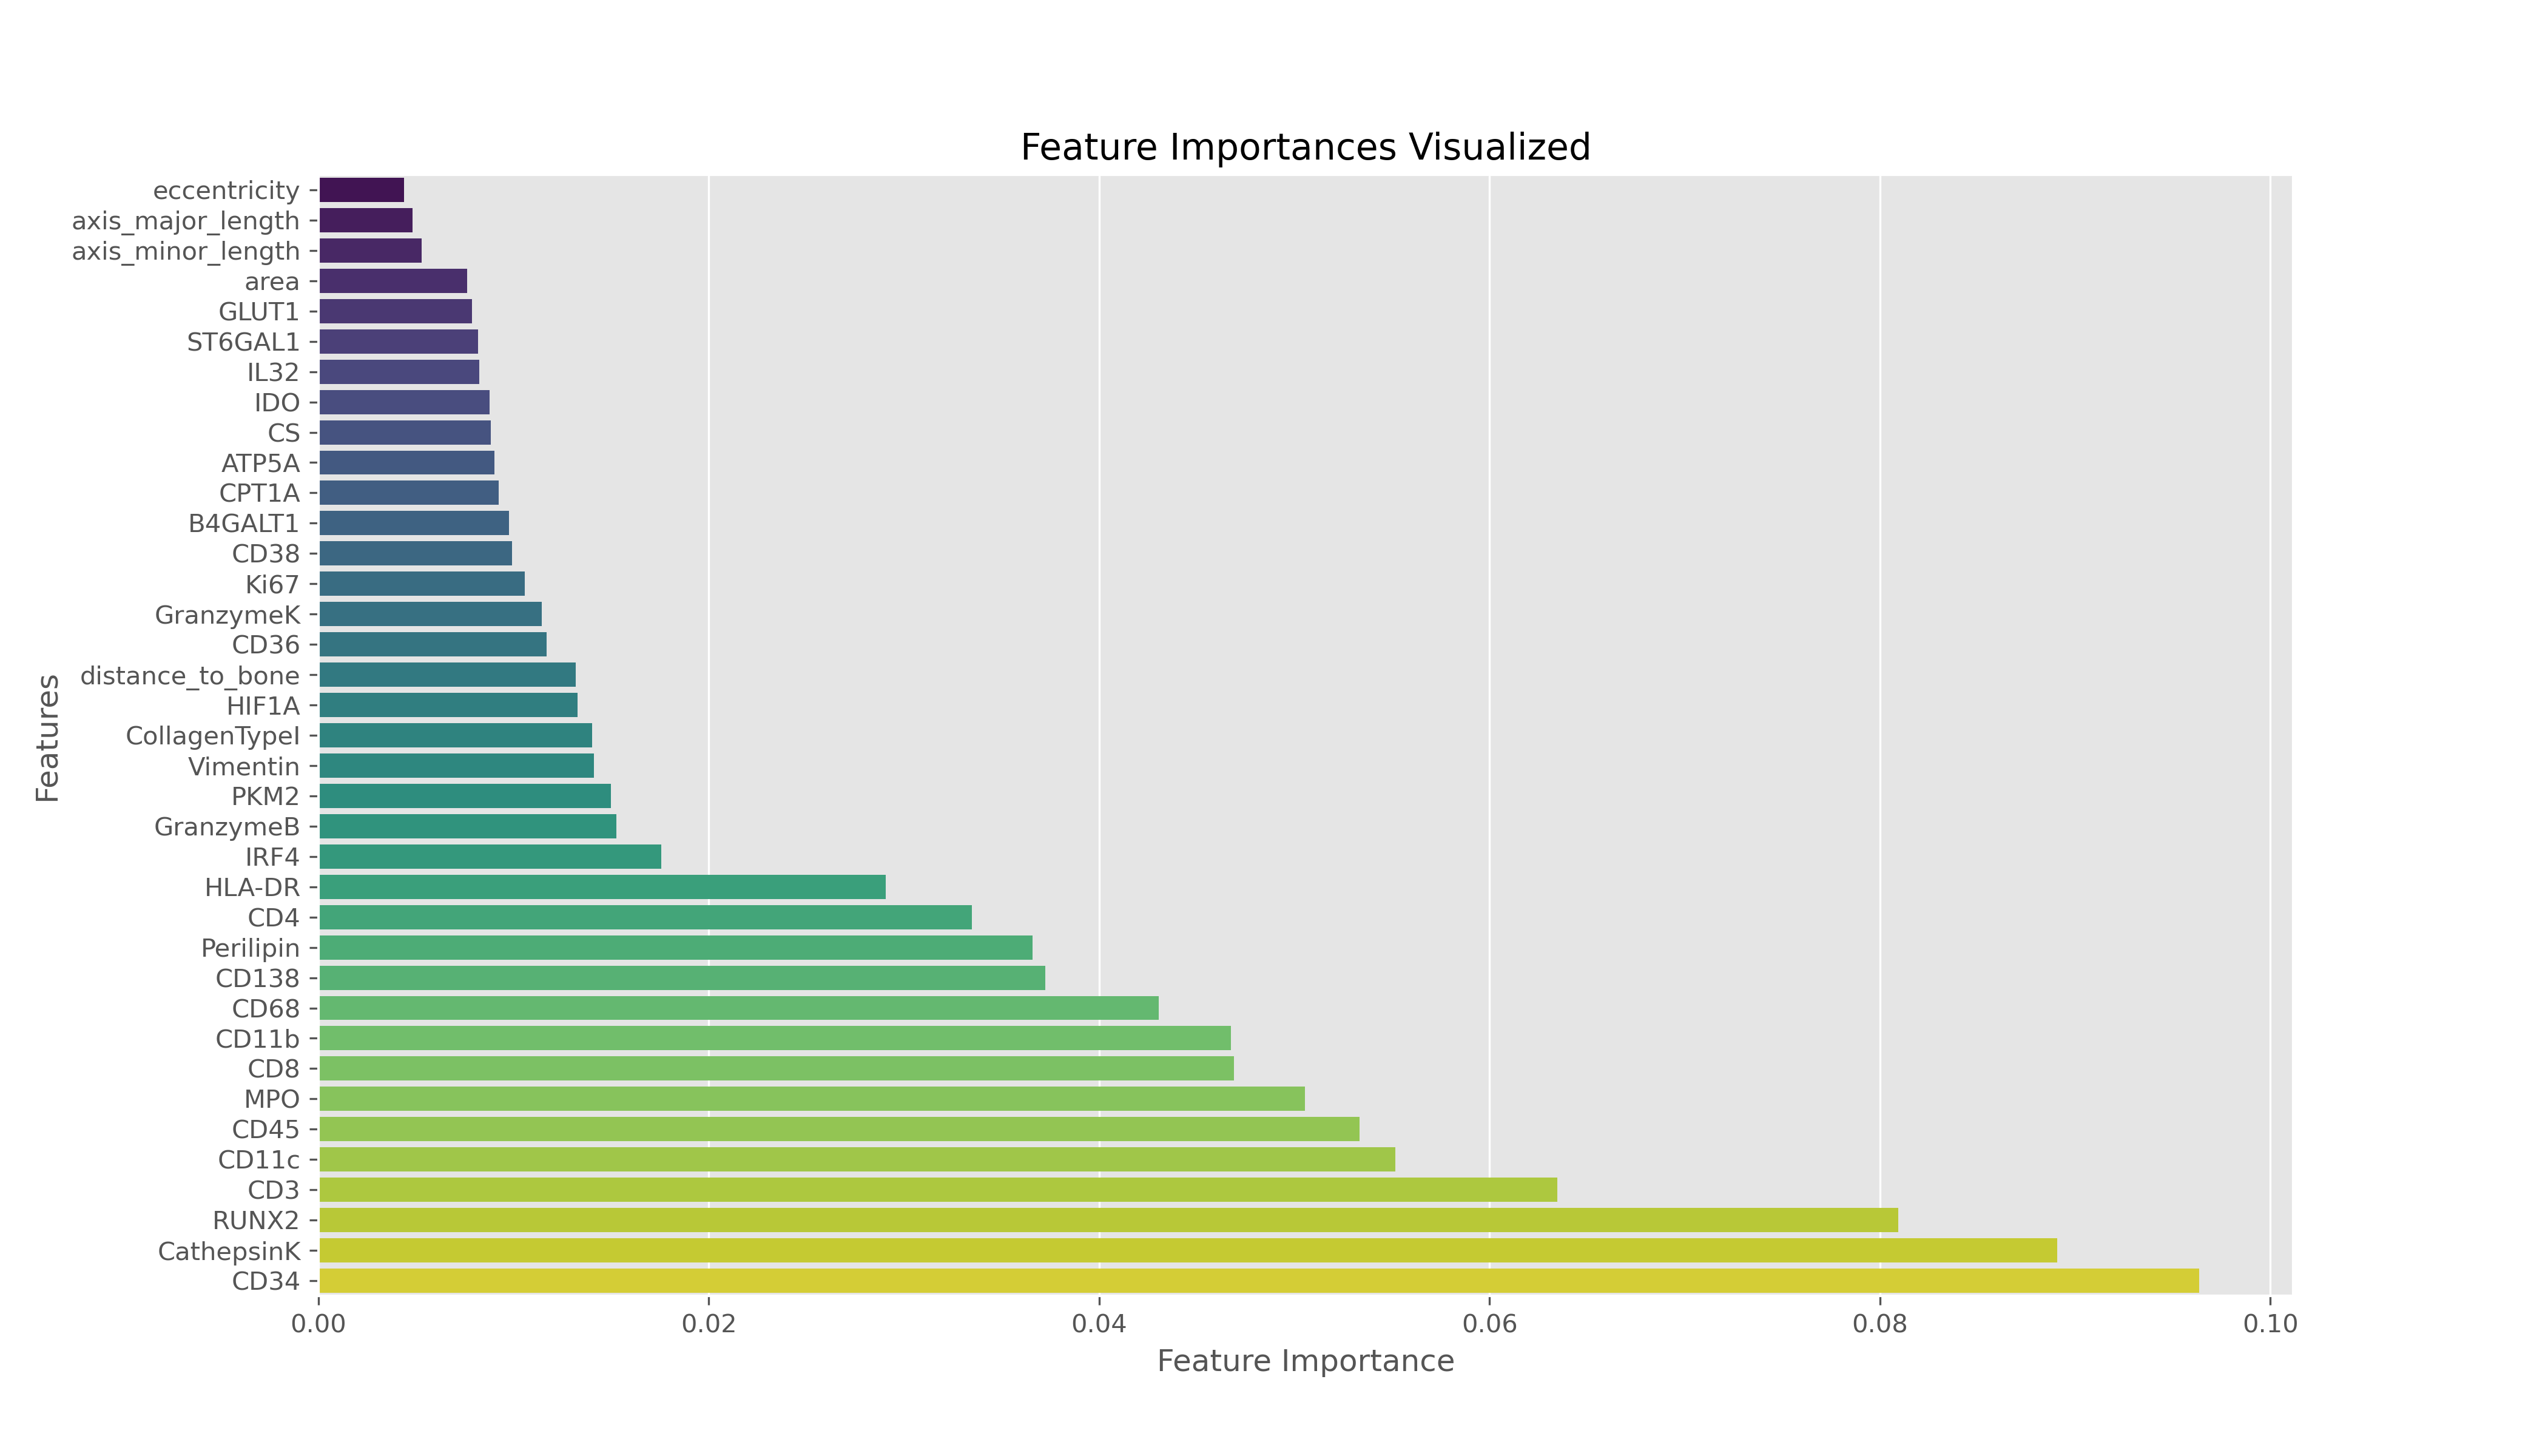 Feature Importances Visualized
eccentricity
axis_major_length
axis_minor_length
area
GLUT1
ST6GAL1
IL32
IDO
CS
ATP5A
CPT1A
B4GALT1
CD38
Ki67
GranzymeK
CD36
distance_to_bone
HIF1A
CollagenTypeI
Vimentin
PKM2
GranzymeB
IRF4
HLA-DR
CD4
Perilipin
CD138
CD68
CD11b
CD8
MPO
CD45
CD11c
CD3
RUNX2
CathepsinK
CD34
Features
0.00 0.02 0.04 0.06 0.08 0.10
Feature Importance